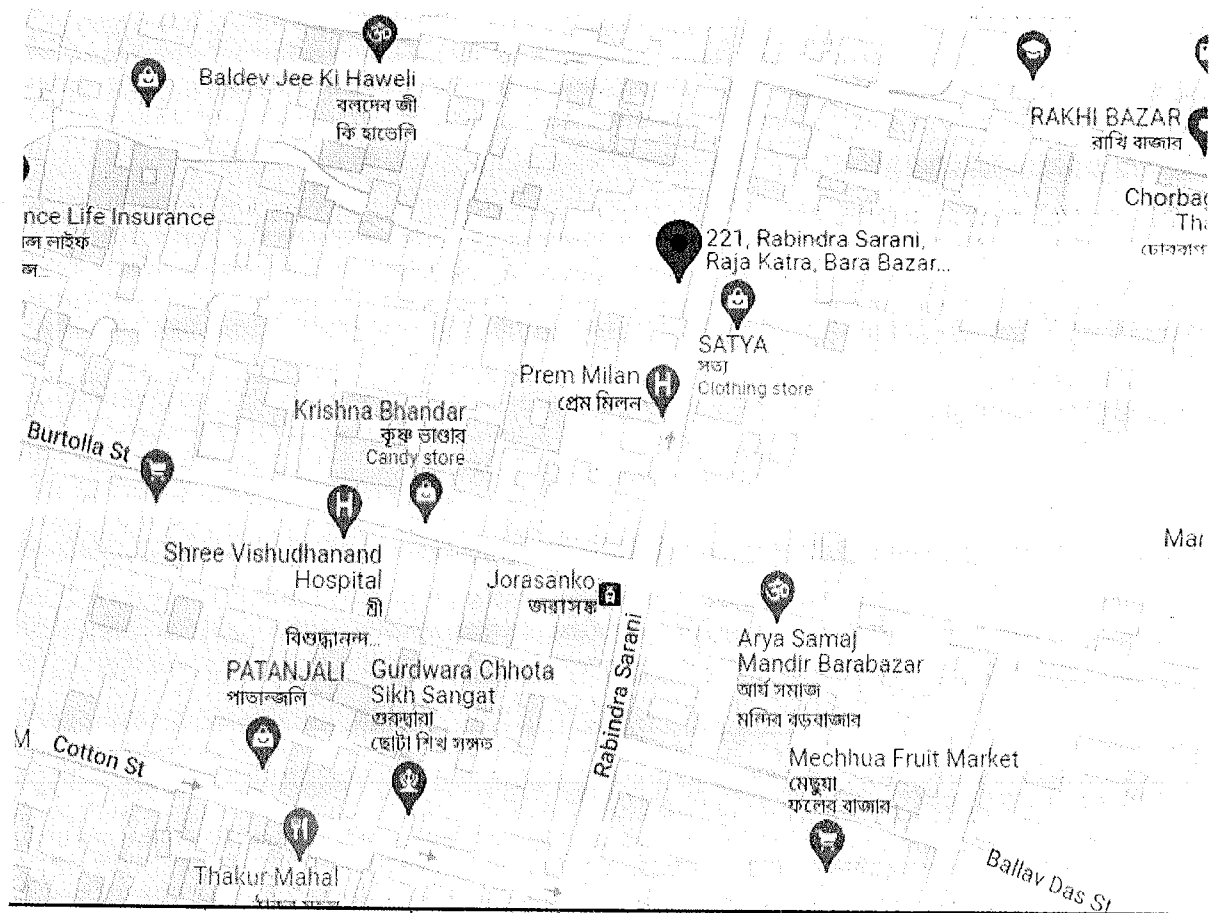 Baldev Jee Ki Haweli
বলদেব জী
কি হাভেলি
RAKHI BAZAR
রাখি বাজার
nce Life Insurance
Chorbag
Tha
221, Rabindra Sarani,
Raja Katra, Bara Bazar...
SATYA
সত্য
Clothing store
Prem Milan
প্রেম মিলন
Krishna Bhandar
কৃষ্ণ ভাণ্ডার
Candy store
Burtolla St
Shree Vishudhanand
Hospital
শ্রী
বিশুদ্ধানন্দ...
Mar
Jorasanko
জরাসঙ্ক
Rabindra Sarani
Arya Samaj
Mandir Barabazar
আর্য সমাজ
মন্দির বড়বাজার
PATANJALI
পাতান্জলি
Gurdwara Chhota
Sikh Sangat
গুরুদ্বারা
ছোটা শিখ সঙ্গত
M
Cotton St
Mechhua Fruit Market
মেছুয়া
ফলের বাজার
Thakur Mahal
Ballav Das St